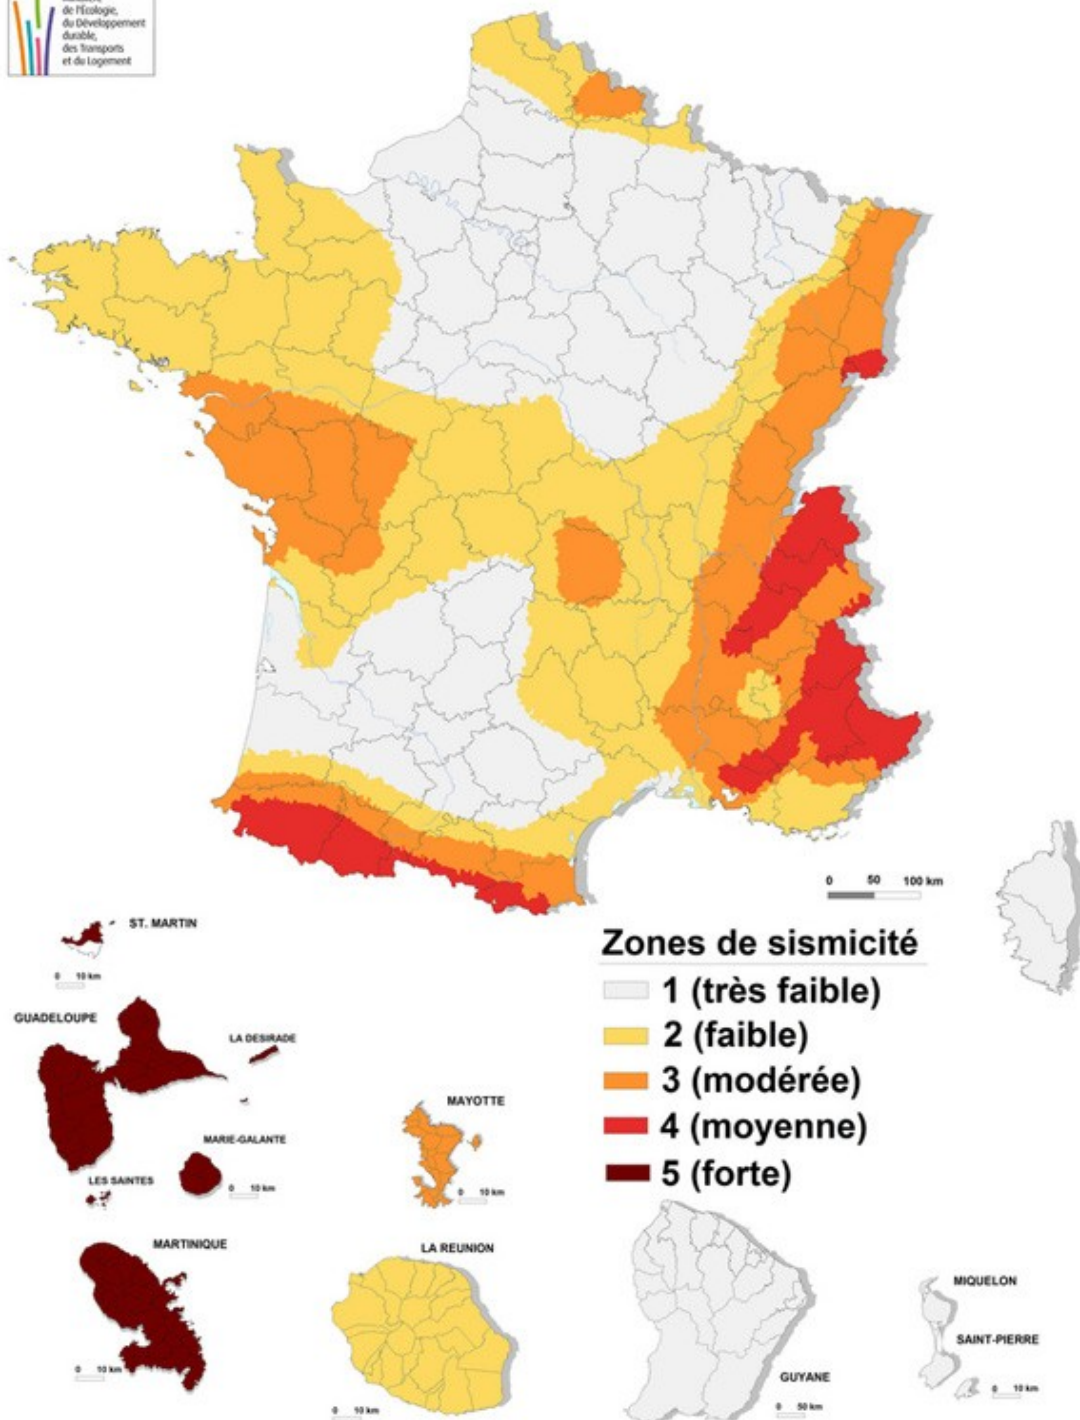 de l'Écologie,
du Développement
durable,
des Transports
et du Logement
0 50 100 km
ST. MARTIN
0 10 km
Zones de sismicité
1 (très faible)
2 (faible)
3 (modérée)
4 (moyenne)
5 (forte)
GUADELOUPE
LA DESIRADE
MAYOTTE
0 10 km
MARIE-GALANTE
0 10 km
LES SAINTES
MARTINIQUE
0 10 km
LA REUNION
0 10 km
GUYANE
0 50 km
MIQUELON
SAINT-PIERRE
0 10 km